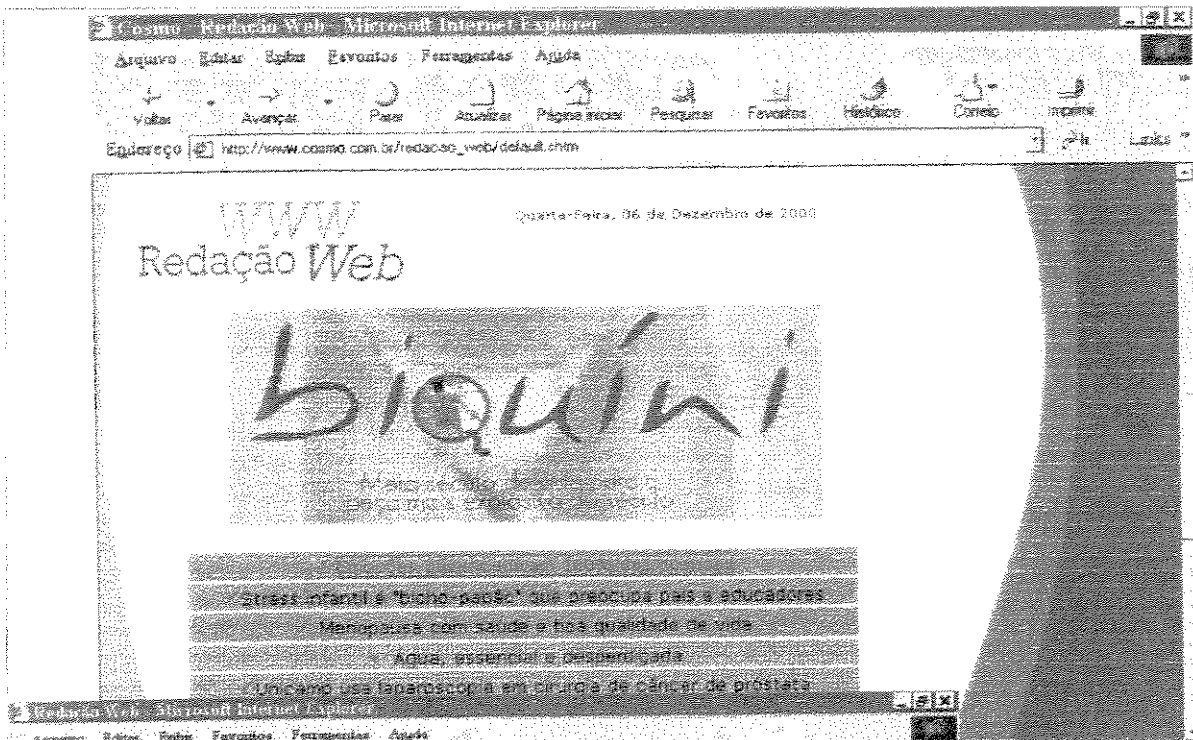 Cosmo - Redação Web - Microsoft Internet Explorer
Arquivo Editar Exibir Favoritos Ferramentas Ajuda
Voltar Avançar Parar Atualizar Página inicial Pesquisar Favoritos Histórico Correio Imprimir
Endereço http://www.cosmo.com.br/redacao_web/default.shtm Links
www
Quarta-Feira, 06 de Dezembro de 2000
Redação Web
biquíni
Stress infantil é "bicho-papão" que preocupa pais e educadores
Menopausa com saúde e boa qualidade de vida
Água, essencial e desperdiçada
Unicamp usa laparoscopia em cirurgia de câncer de próstata
Redação Web - Microsoft Internet Explorer
Arquivo Editar Exibir Favoritos Ferramentas Ajuda